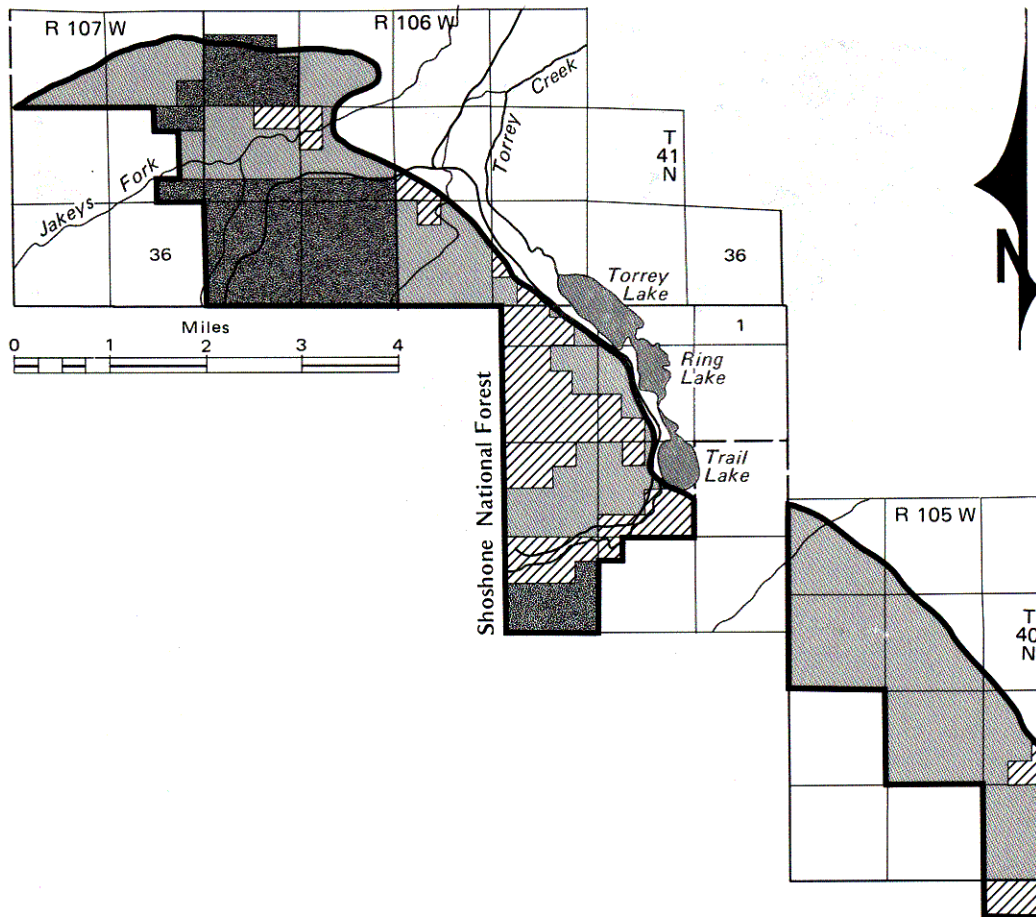 R 107 W
R 106 W
Creek
Torrey
T
41
N
Jakeys Fork
36
36
Torrey
Lake
N
Miles
0 1 2 3 4
1
Ring
Lake
Shoshone National Forest
Trail
Lake
R 105 W
T
40
N